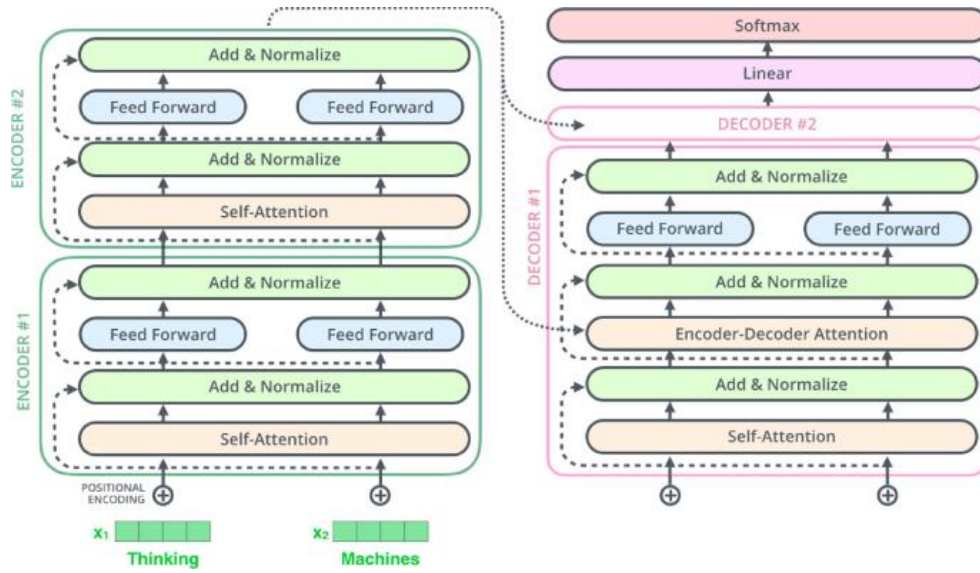 ENCODER #2
Add & Normalize
Feed Forward
Feed Forward
Add & Normalize
Self-Attention
ENCODER #1
Add & Normalize
Feed Forward
Feed Forward
Add & Normalize
Self-Attention
POSITIONAL
ENCODING
x₁
x₂
Thinking
Machines
Softmax
Linear
DECODER #2
DECODER #1
Add & Normalize
Feed Forward
Feed Forward
Add & Normalize
Encoder-Decoder Attention
Add & Normalize
Self-Attention